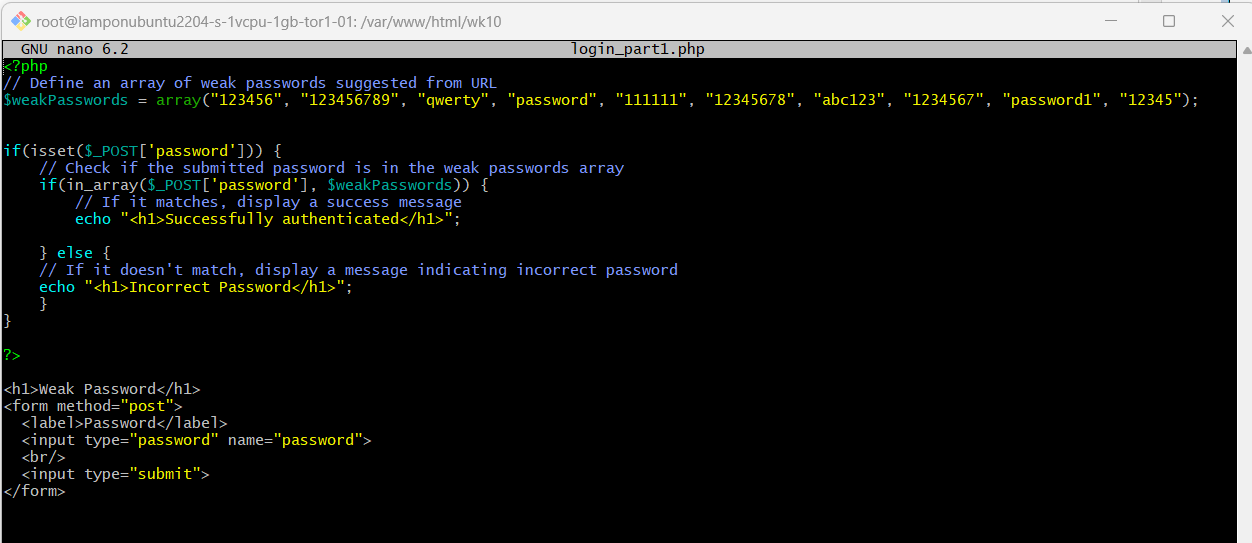 root@lamponubuntu2204-s-1vcpu-1gb-tor1-01: /var/www/html/wk10
GNU nano 6.2 login_part1.php
<?php
// Define an array of weak passwords suggested from URL
$weakPasswords = array("123456", "123456789", "qwerty", "password", "111111", "12345678", "abc123", "1234567", "password1", "12345");
if(isset($_POST['password'])) {
    // Check if the submitted password is in the weak passwords array
    if(in_array($_POST['password'], $weakPasswords)) {
        // If it matches, display a success message
        echo "<h1>Successfully authenticated</h1>";
    } else {
    // If it doesn't match, display a message indicating incorrect password
    echo "<h1>Incorrect Password</h1>";
    }
}
?>
<h1>Weak Password</h1>
<form method="post">
  <label>Password</label>
  <input type="password" name="password">
  <br/>
  <input type="submit">
</form>